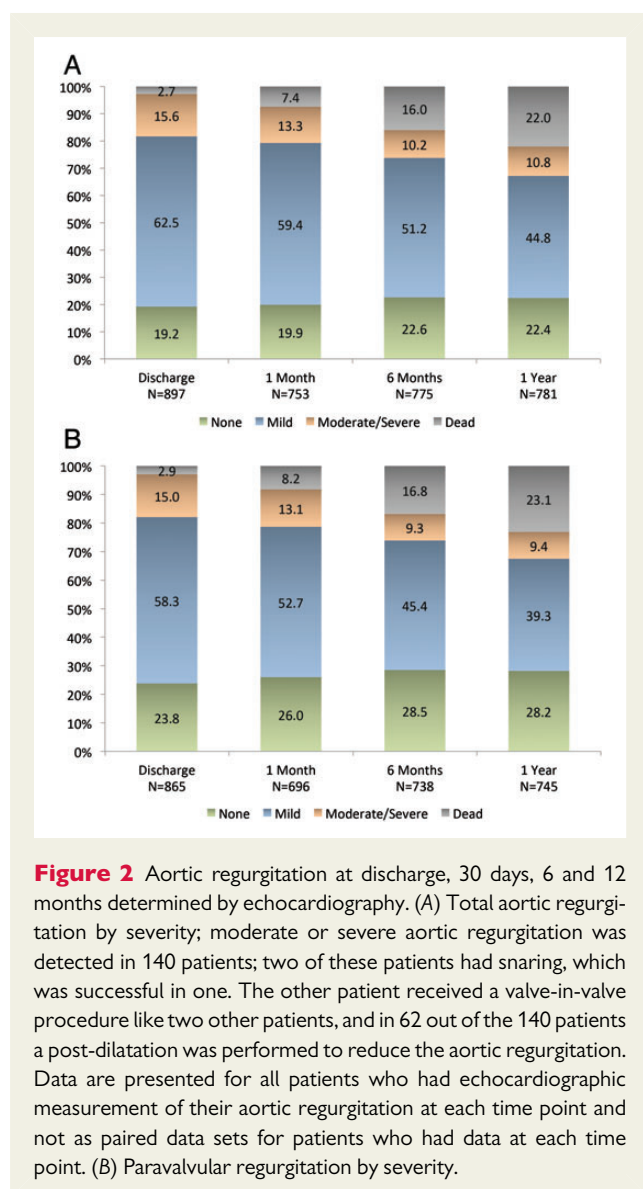 A
100%
90%
80%
70%
60%
50%
40%
30%
20%
10%
0%
2.7
7.4
16.0
22.0
15.6
13.3
10.2
10.8
62.5
59.4
51.2
44.8
19.2
19.9
22.6
22.4
Discharge 1 Month 6 Months 1 Year
N=897 N=753 N=775 N=781
None Mild Moderate/Severe Dead
B
100%
90%
80%
70%
60%
50%
40%
30%
20%
10%
0%
2.9
8.2
16.8
23.1
15.0
13.1
9.3
9.4
58.3
52.7
45.4
39.3
23.8
26.0
28.5
28.2
Discharge 1 Month 6 Months 1 Year
N=865 N=696 N=738 N=745
None Mild Moderate/Severe Dead
Figure 2 Aortic regurgitation at discharge, 30 days, 6 and 12
months determined by echocardiography. (A) Total aortic regurgi-
tation by severity; moderate or severe aortic regurgitation was
detected in 140 patients; two of these patients had snaring, which
was successful in one. The other patient received a valve-in-valve
procedure like two other patients, and in 62 out of the 140 patients
a post-dilatation was performed to reduce the aortic regurgitation.
Data are presented for all patients who had echocardiographic
measurement of their aortic regurgitation at each time point and
not as paired data sets for patients who had data at each time
point. (B) Paravalvular regurgitation by severity.